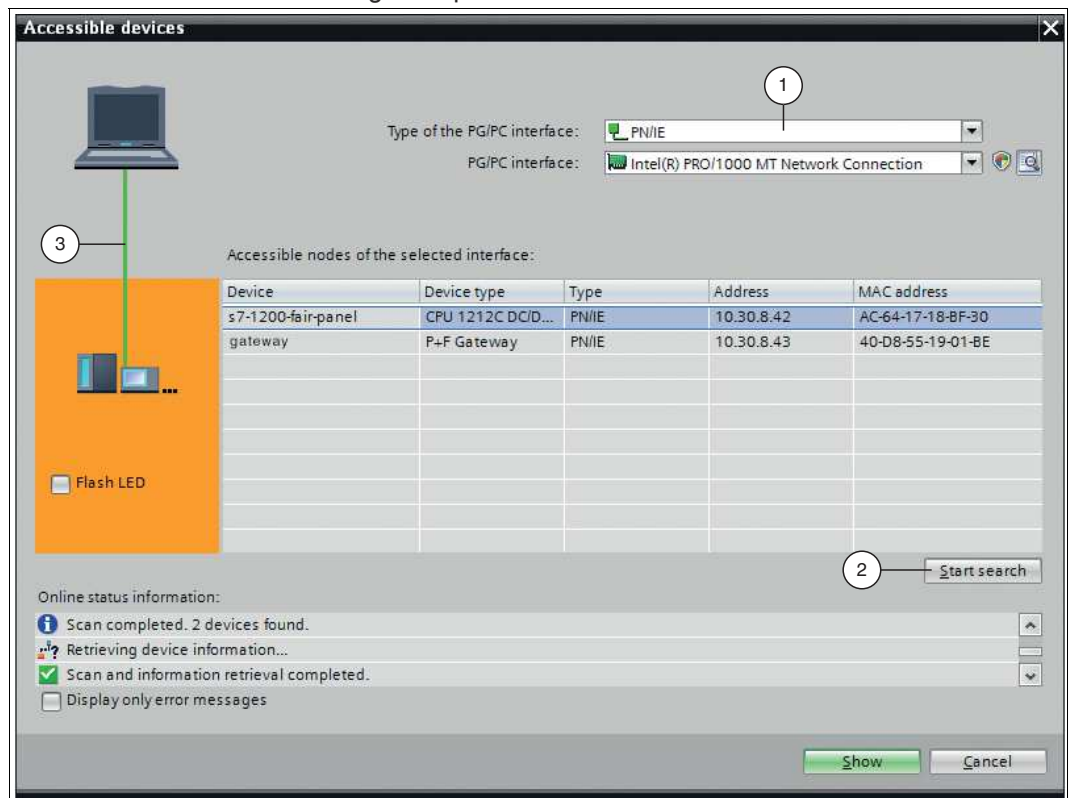 Accessible devices
1
Type of the PG/PC interface: PN/IE
PG/PC interface: Intel(R) PRO/1000 MT Network Connection
3
Accessible nodes of the selected interface:
Device Device type Type Address MAC address
s7-1200-fair-panel CPU 1212C DC/D... PN/IE 10.30.8.42 AC-64-17-18-BF-30
gateway P+F Gateway PN/IE 10.30.8.43 40-D8-55-19-01-BE
Flash LED
2
Start search
Online status information:
Scan completed. 2 devices found.
Retrieving device information...
Scan and information retrieval completed.
Display only error messages
Show Cancel